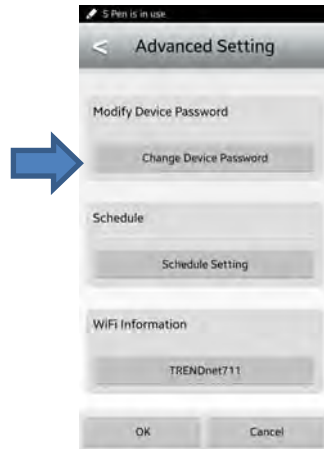 S Pen is in use
< Advanced Setting
Modify Device Password
Change Device Password
Schedule
Schedule Setting
WiFi Information
TRENDnet711
OK Cancel